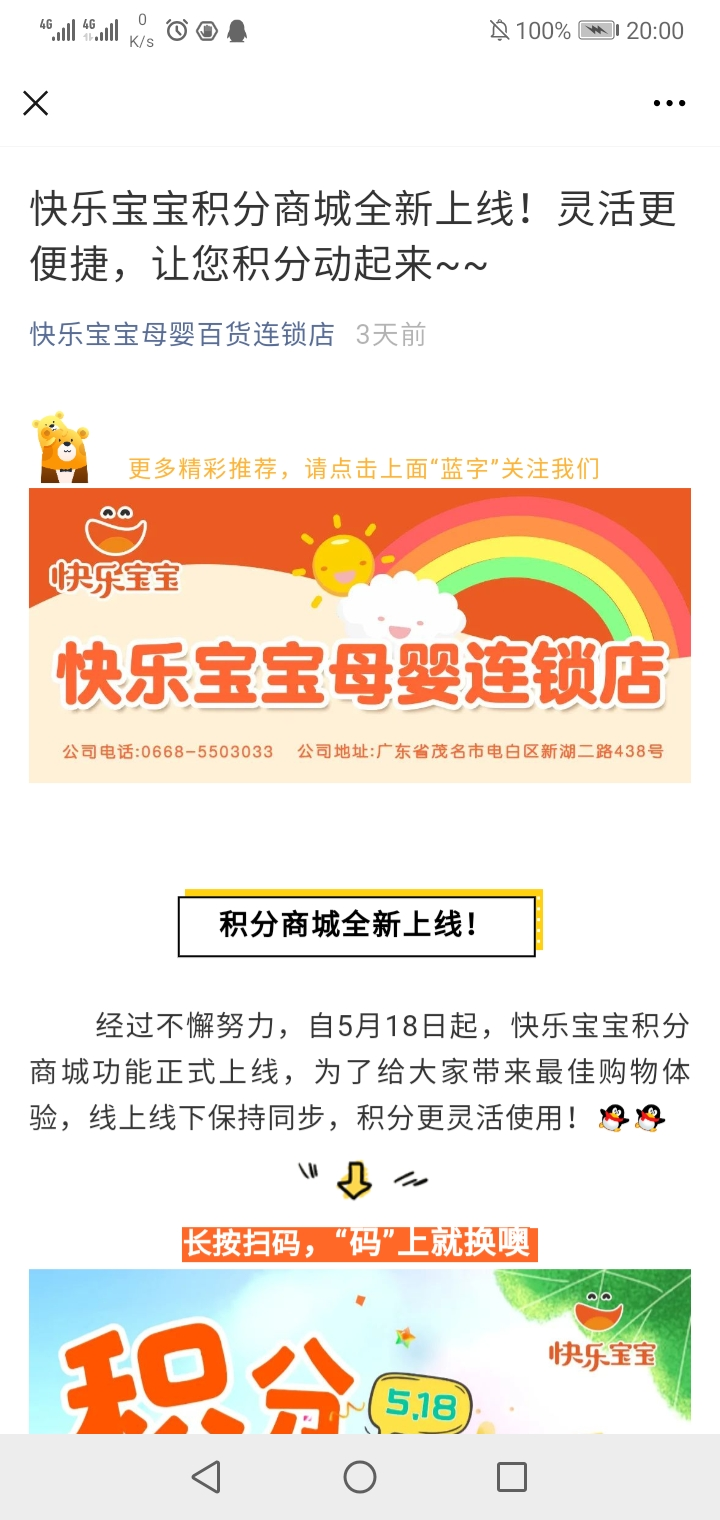 4G 4G 0 K/s 100% 20:00
快乐宝宝积分商城全新上线！灵活更
便捷，让您积分动起来~~
快乐宝宝母婴百货连锁店 3天前
更多精彩推荐，请点击上面“蓝字”关注我们
快乐宝宝
快乐宝宝母婴连锁店
公司电话:0668-5503033 公司地址:广东省茂名市电白区新湖二路438号
积分商城全新上线！
经过不懈努力，自5月18日起，快乐宝宝积分
商城功能正式上线，为了给大家带来最佳购物体
验，线上线下保持同步，积分更灵活使用！
长按扫码，“码”上就换噢
快乐宝宝
积分
5.18